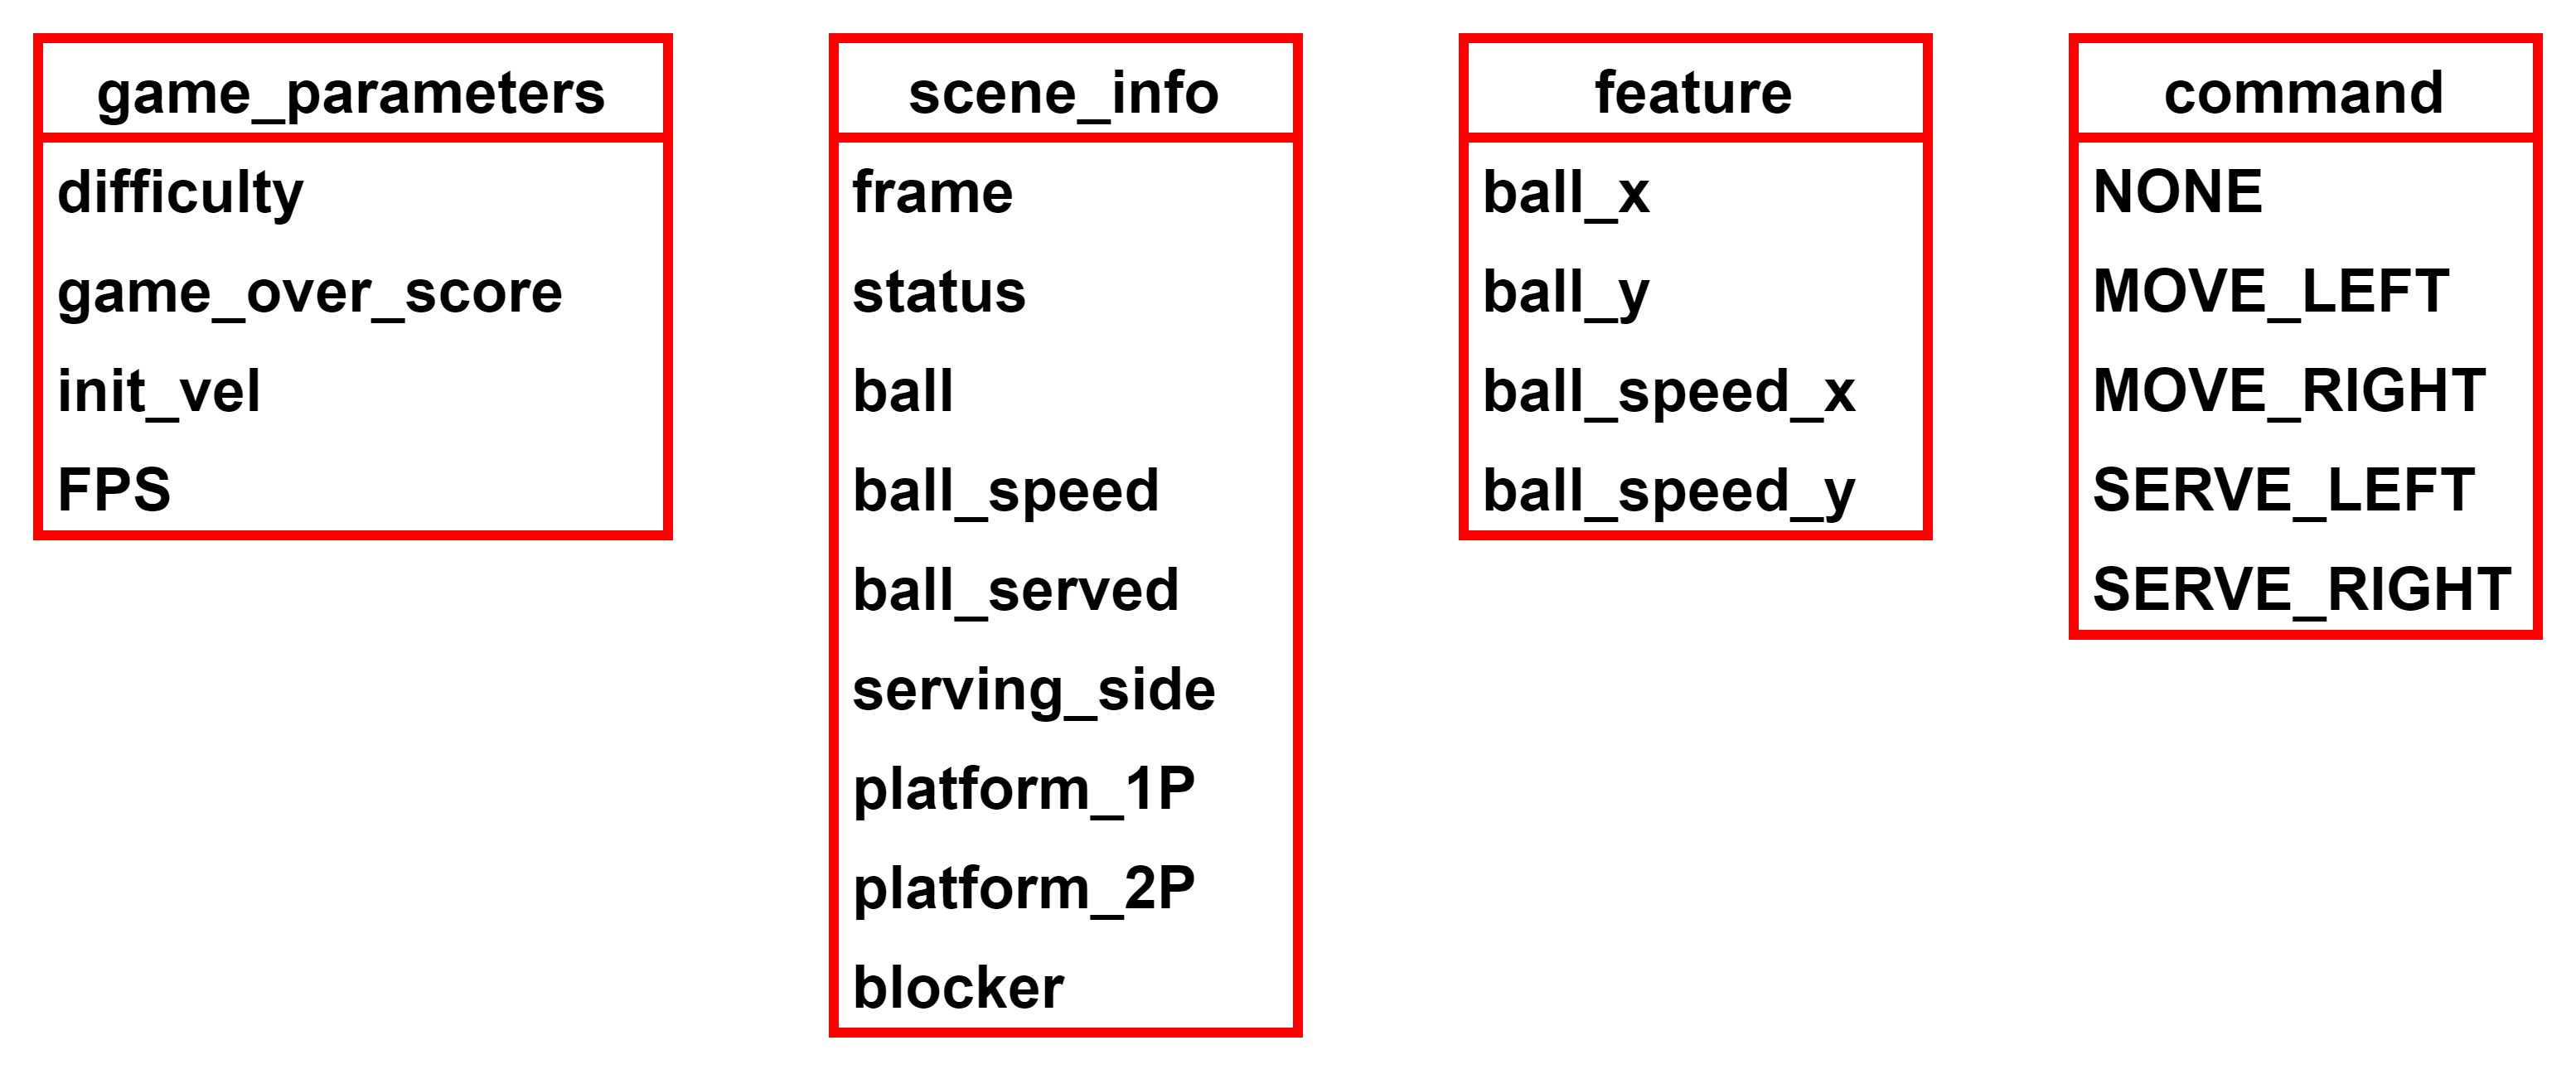 game_parameters
difficulty
game_over_score
init_vel
FPS
scene_info
frame
status
ball
ball_speed
ball_served
serving_side
platform_1P
platform_2P
blocker
feature
ball_x
ball_y
ball_speed_x
ball_speed_y
command
NONE
MOVE_LEFT
MOVE_RIGHT
SERVE_LEFT
SERVE_RIGHT